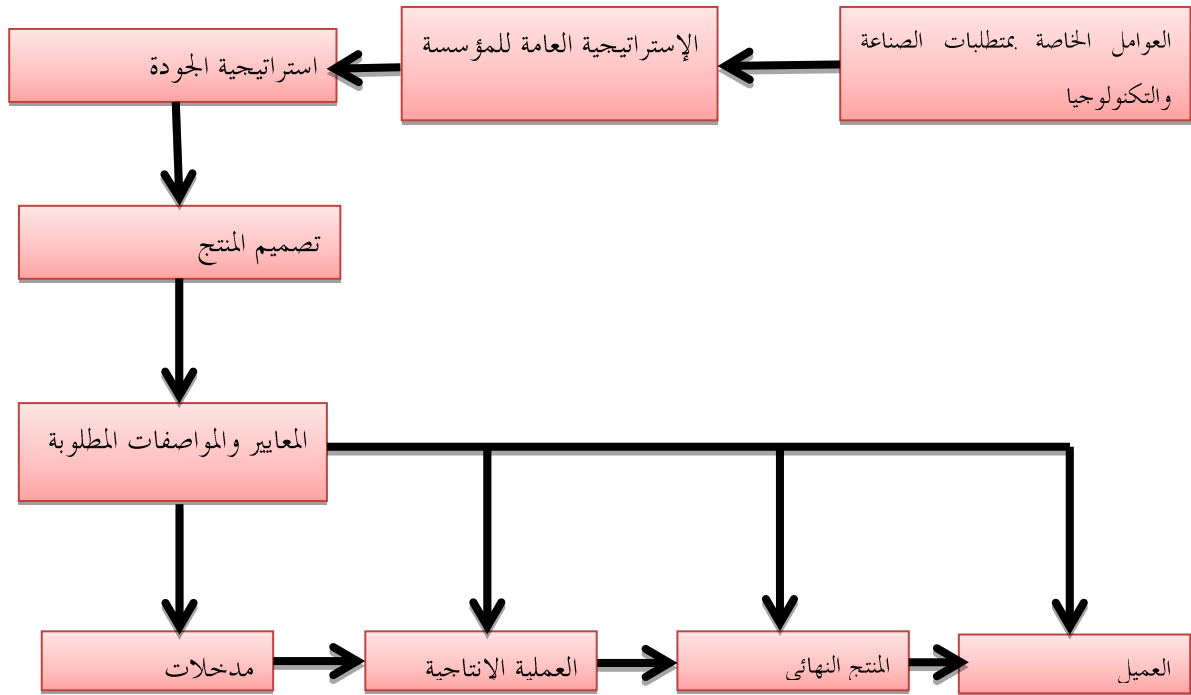 العوامل الخاصة بمتطلبات الصناعة
والتكنولوجيا
الإستراتيجية العامة للمؤسسة
استراتيجية الجودة
تصميم المنتج
المعايير والمواصفات المطلوبة
مدخلات
العملية الانتاجية
المنتج النهائي
العميل